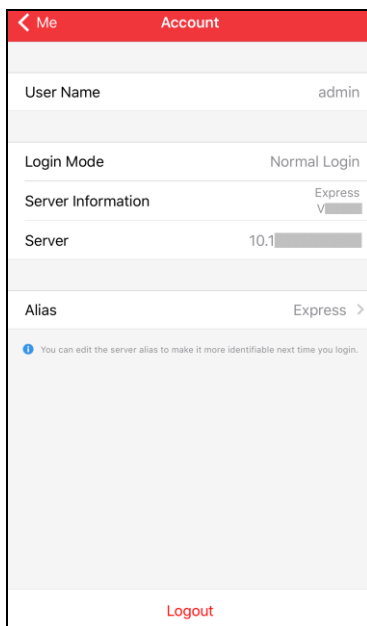 Me
Account
User Name
admin
Login Mode
Normal Login
Server Information
Express
V
Server
10.1
Alias
Express
You can edit the server alias to make it more identifiable next time you login.
Logout